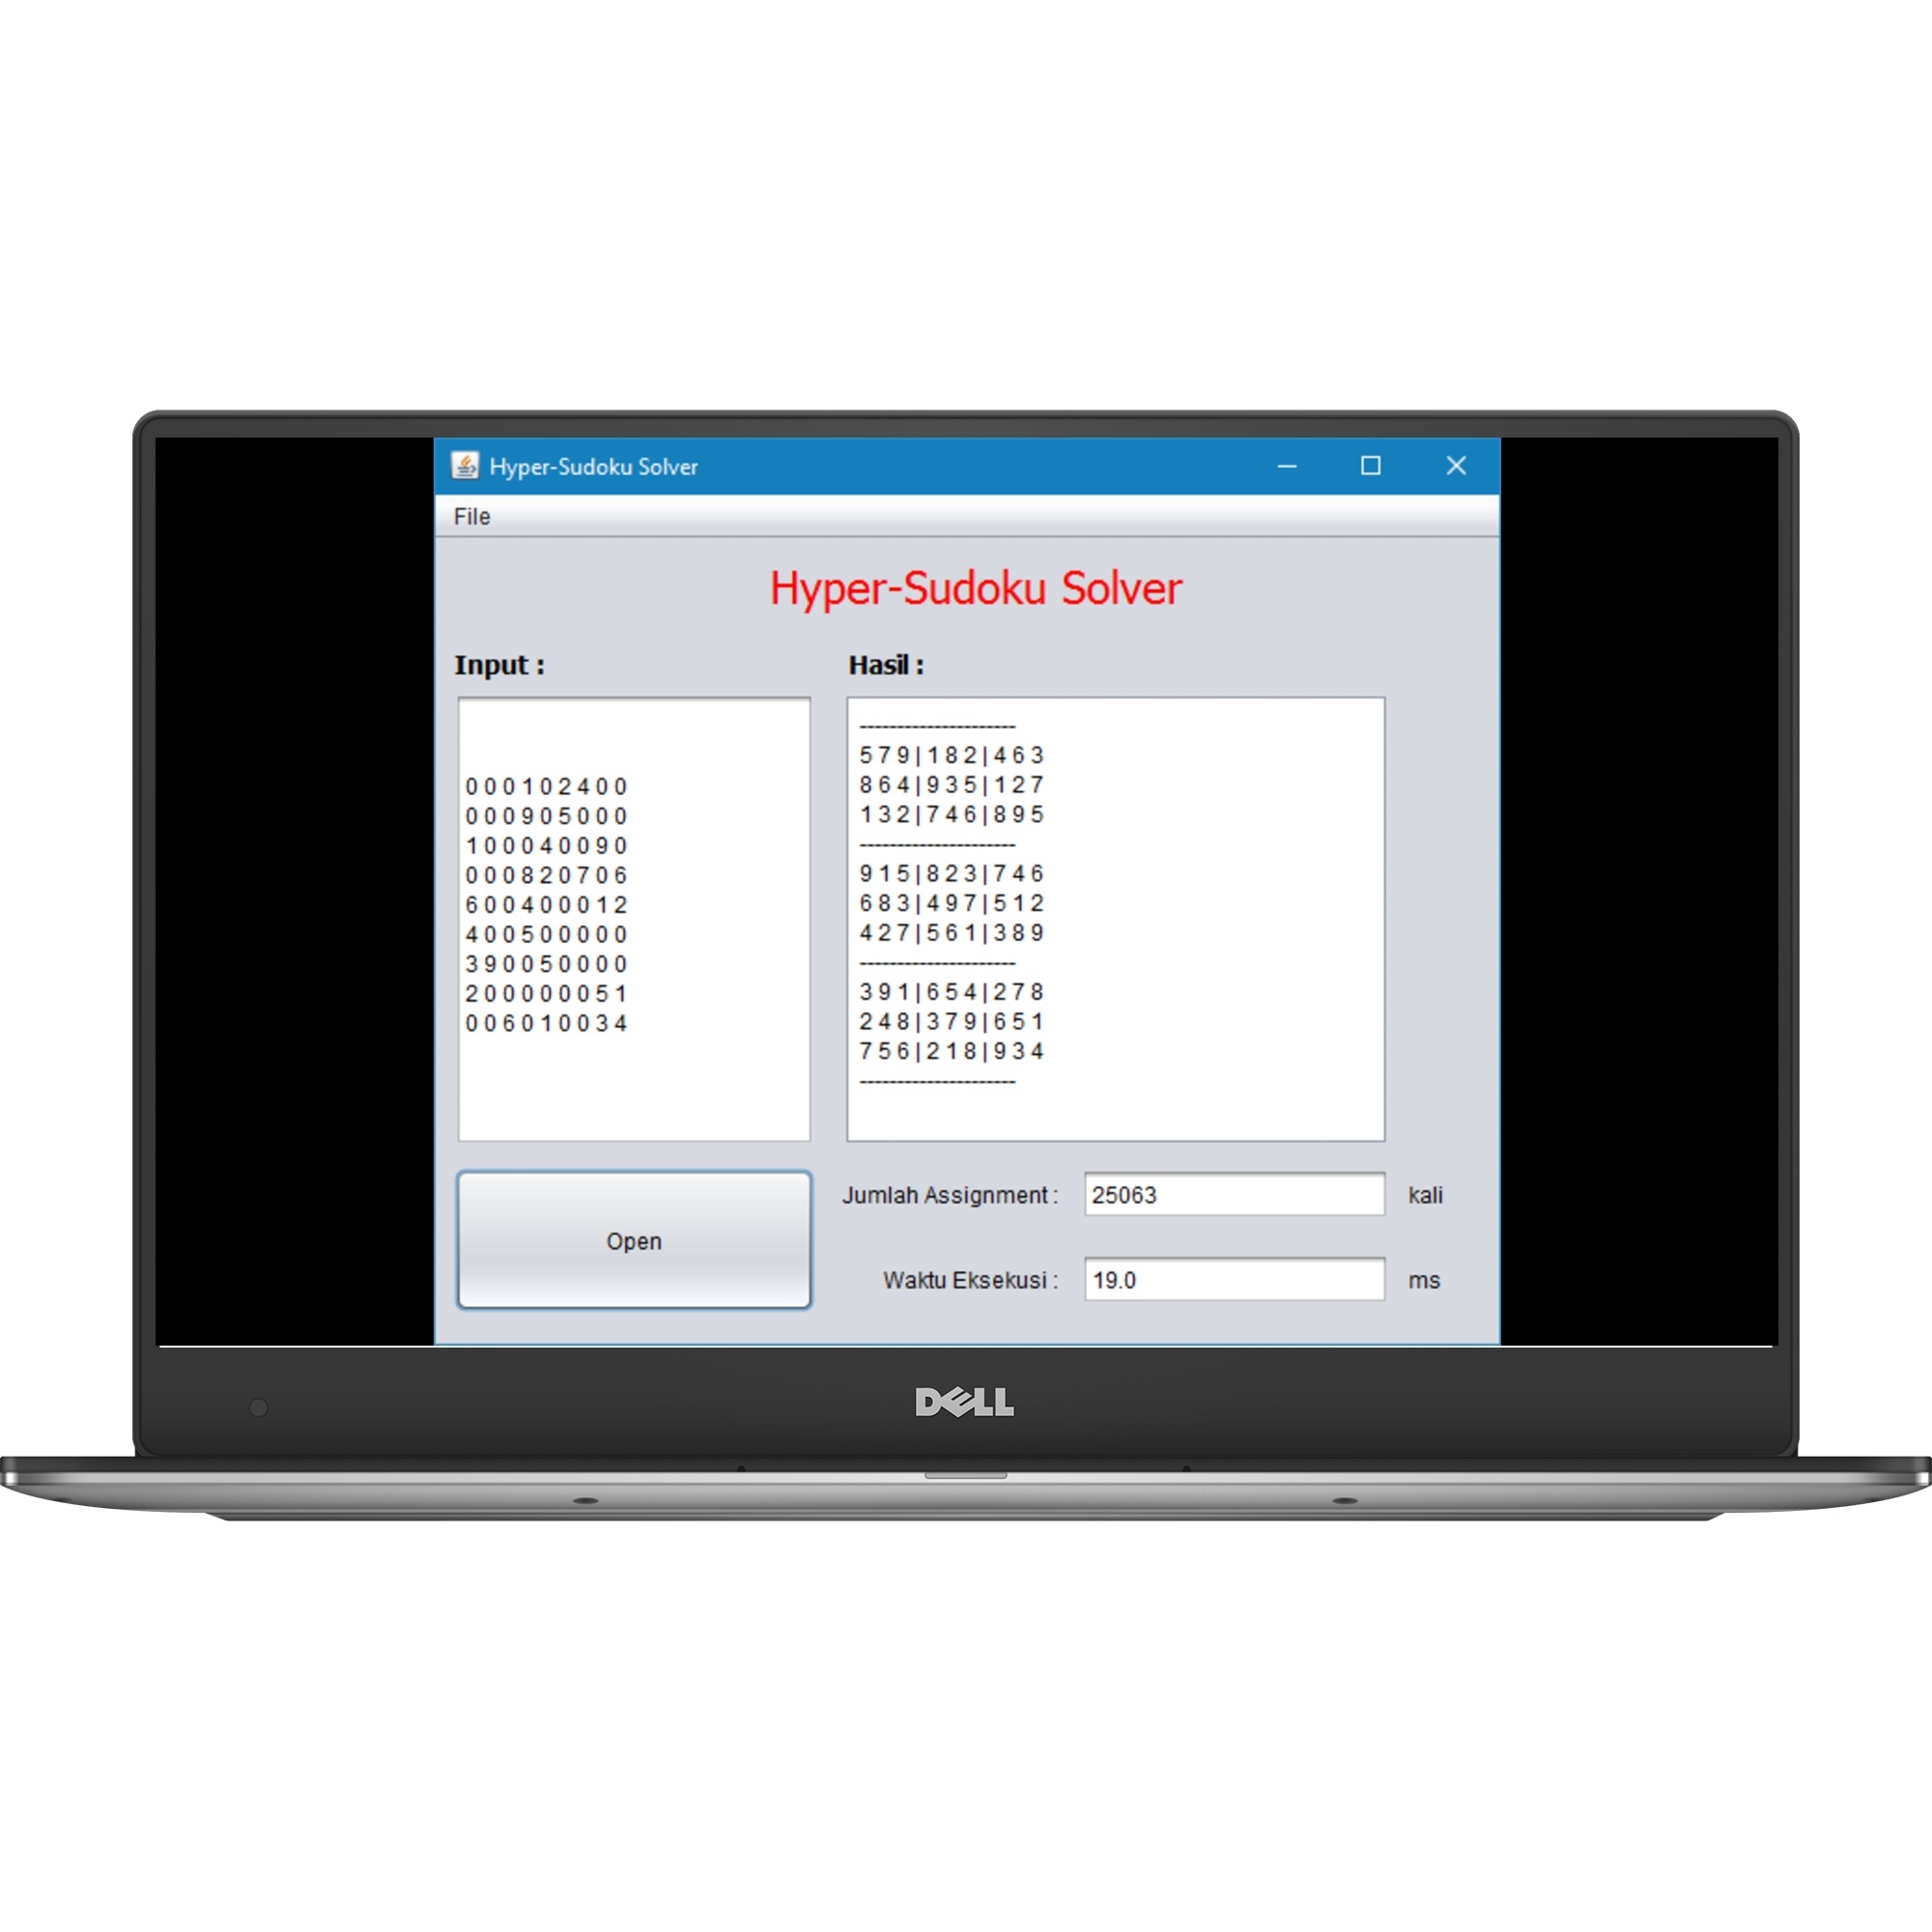 Hyper-Sudoku Solver
File
Hyper-Sudoku Solver
Input :
0 0 0 1 0 2 4 0 0
0 0 0 9 0 5 0 0 0
1 0 0 0 4 0 0 9 0
0 0 0 8 2 0 7 0 6
6 0 0 4 0 0 0 1 2
4 0 0 5 0 0 0 0 0
3 9 0 0 5 0 0 0 0
2 0 0 0 0 0 0 5 1
0 0 6 0 1 0 0 3 4
Open
Hasil :
----------------------
5 7 9 | 1 8 2 | 4 6 3
8 6 4 | 9 3 5 | 1 2 7
1 3 2 | 7 4 6 | 8 9 5
----------------------
9 1 5 | 8 2 3 | 7 4 6
6 8 3 | 4 9 7 | 5 1 2
4 2 7 | 5 6 1 | 3 8 9
----------------------
3 9 1 | 6 5 4 | 2 7 8
2 4 8 | 3 7 9 | 6 5 1
7 5 6 | 2 1 8 | 9 3 4
----------------------
Jumlah Assignment : 25063 kali
Waktu Eksekusi : 19.0 ms
DELL